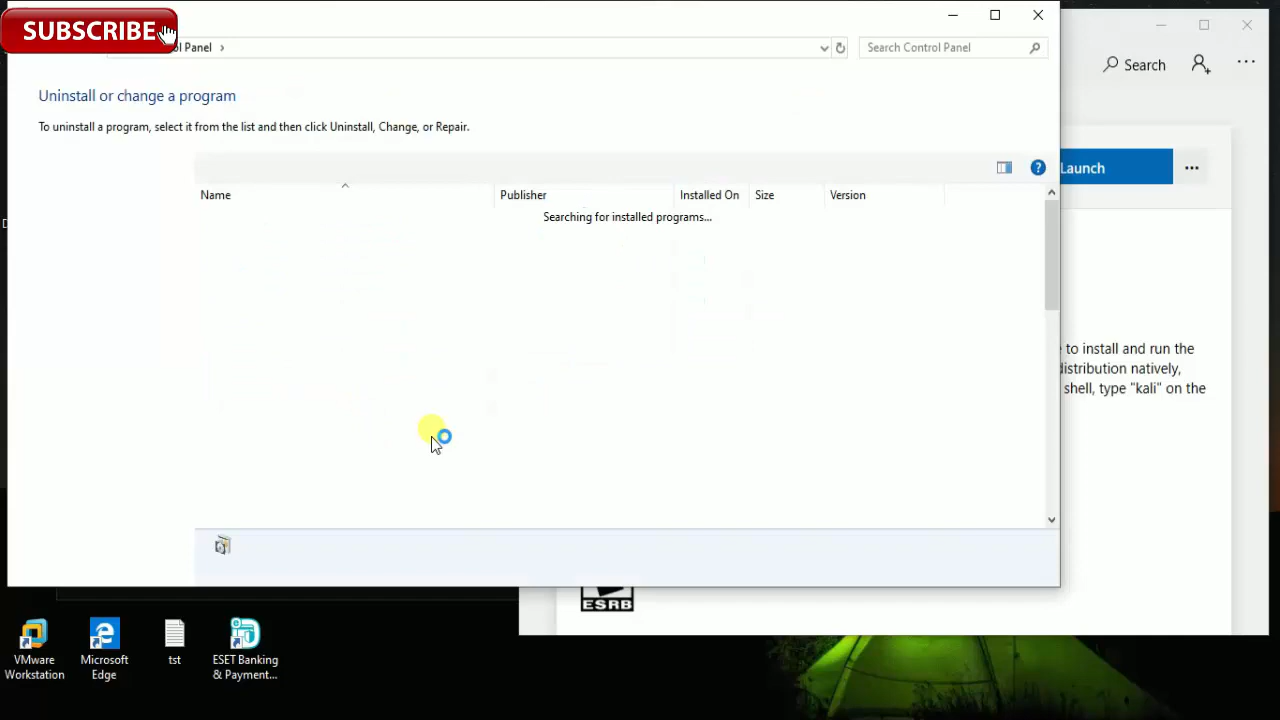 SUBSCRIBE
ol Panel
Search Control Panel
Search
Uninstall or change a program
To uninstall a program, select it from the list and then click Uninstall, Change, or Repair.
Launch
Name
Publisher
Installed On
Size
Version
Searching for installed programs...
to install and run the
distribution natively,
shell, type "kali" on the
ESRB
VMware
Workstation
Microsoft
Edge
tst
ESET Banking
& Payment...